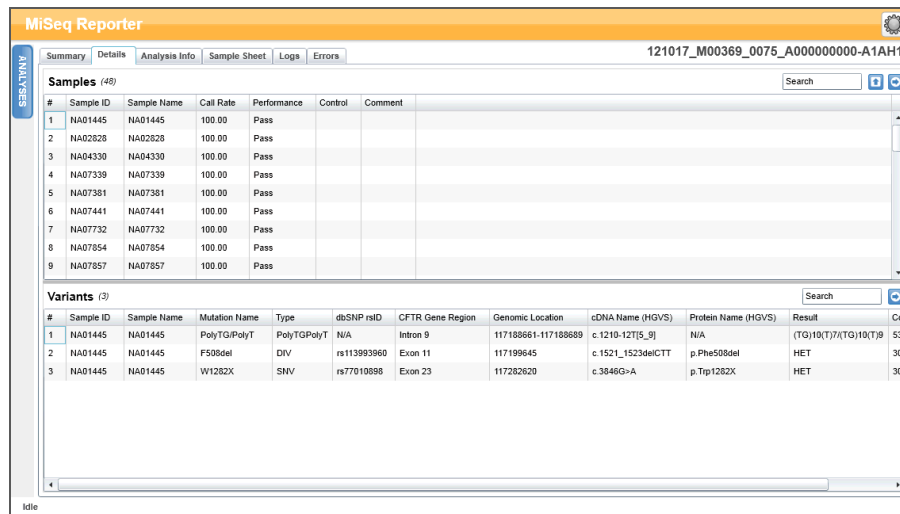 MiSeq Reporter
ANALYSES
Summary Details Analysis Info Sample Sheet Logs Errors 121017_M00369_0075_A000000000-A1AH1
Samples (48) Search
# Sample ID Sample Name Call Rate Performance Control Comment
1 NA01445 NA01445 100.00 Pass
2 NA02828 NA02828 100.00 Pass
3 NA04330 NA04330 100.00 Pass
4 NA07339 NA07339 100.00 Pass
5 NA07381 NA07381 100.00 Pass
6 NA07441 NA07441 100.00 Pass
7 NA07732 NA07732 100.00 Pass
8 NA07854 NA07854 100.00 Pass
9 NA07857 NA07857 100.00 Pass
Variants (3) Search
# Sample ID Sample Name Mutation Name Type dbSNP rsID CFTR Gene Region Genomic Location cDNA Name (HGVS) Protein Name (HGVS) Result Co
1 NA01445 NA01445 PolyTG/PolyT PolyTGPolyT N/A Intron 9 117188661-117188689 c.1210-12T[5_9] N/A (TG)10(T)7/(TG)10(T)9 53
2 NA01445 NA01445 F508del DIV rs113993960 Exon 11 117199645 c.1521_1523delCTT p.Phe508del HET 30
3 NA01445 NA01445 W1282X SNV rs77010898 Exon 23 117282620 c.3846G>A p.Trp1282X HET 30
Idle